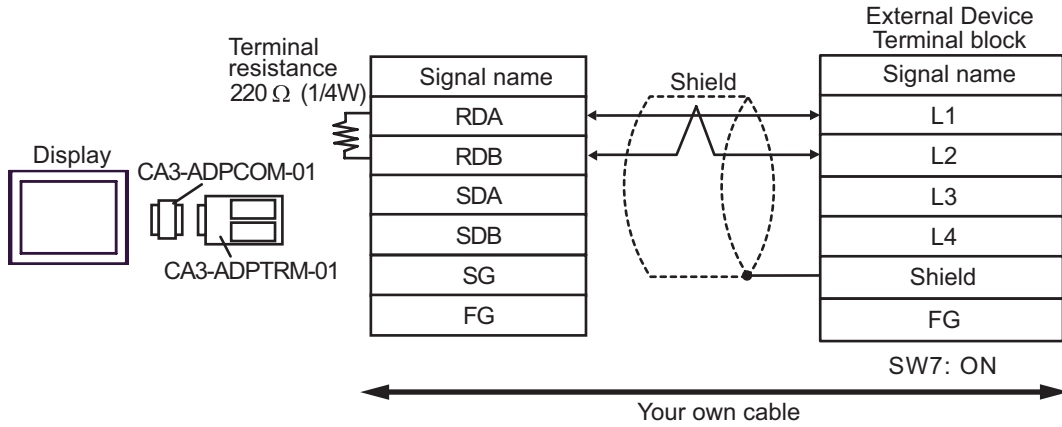 External Device
Terminal block
Terminal
resistance
220 Ω (1/4W)
Signal name
RDA
RDB
SDA
SDB
SG
FG
Shield
Signal name
L1
L2
L3
L4
Shield
FG
SW7: ON
Display
CA3-ADPCOM-01
CA3-ADPTRM-01
Your own cable